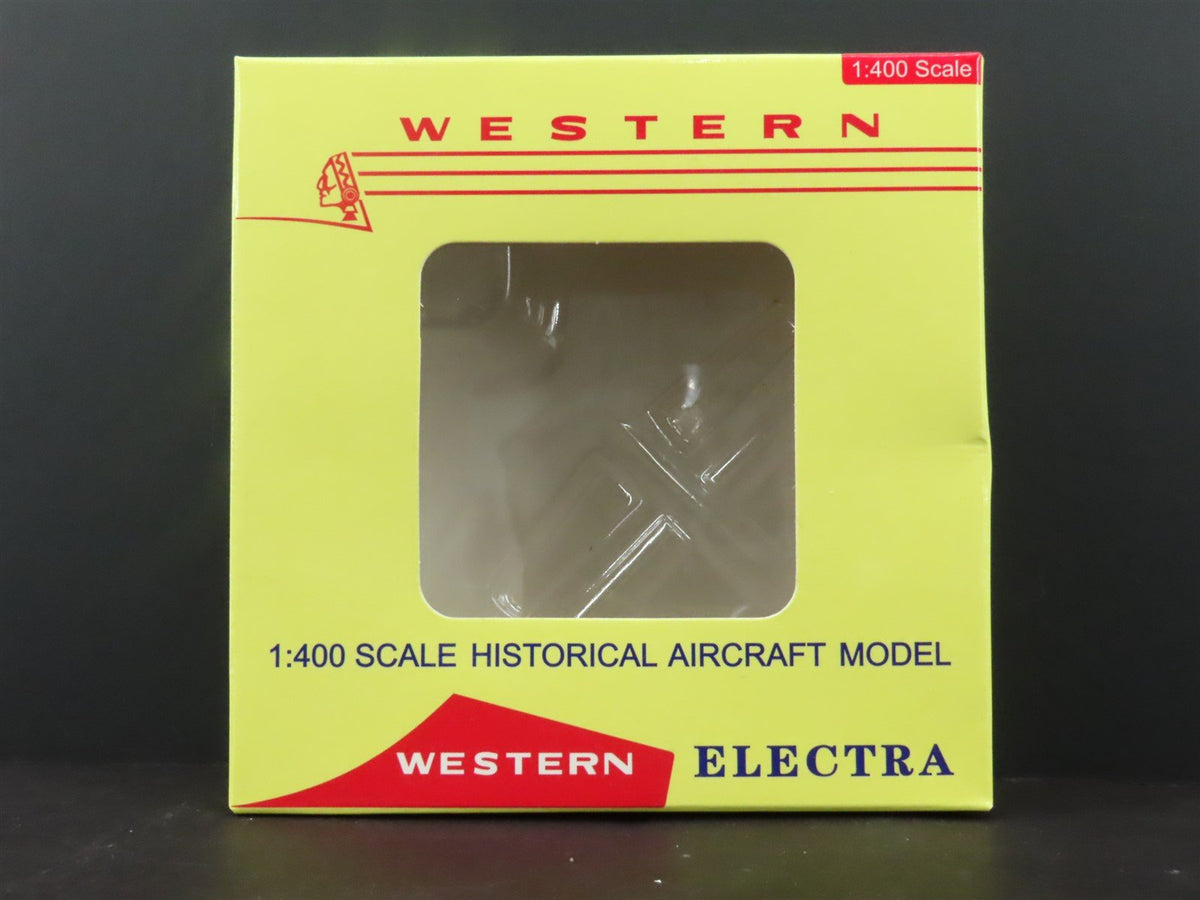 1:400 Scale
WESTERN
1:400 SCALE HISTORICAL AIRCRAFT MODEL
WESTERN
ELECTRA